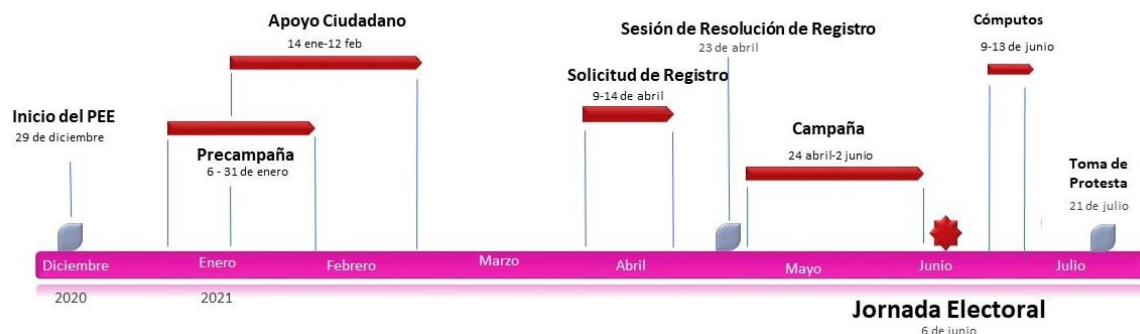 Apoyo Ciudadano
14 ene-12 feb
Sesión de Resolución de Registro
23 de abril
Cómputos
9-13 de junio
Solicitud de Registro
9-14 de abril
Inicio del PEE
29 de diciembre
Campaña
24 abril-2 junio
Precampaña
6 - 31 de enero
Toma de
Protesta
21 de julio
Diciembre Enero Febrero Marzo Abril Mayo Junio Julio
2020 2021
Jornada Electoral
6 de junio